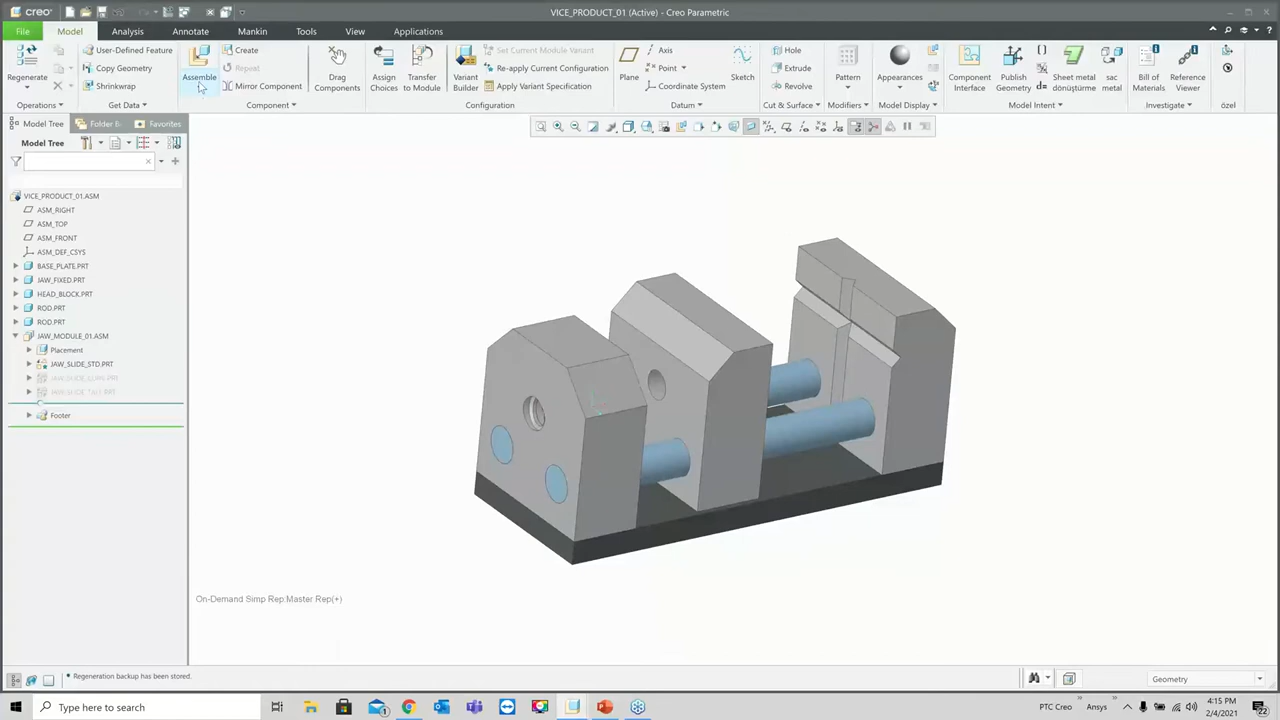 creo
VICE_PRODUCT_01 (Active) - Creo Parametric
File Model Analysis Annotate Mankin Tools View Applications
Regenerate
User-Defined Feature
Copy Geometry
Shrinkwrap
Assemble
Create
Repeat
Mirror Component
Drag Components
Assign Choices
Transfer to Module
Variant Builder
Set Current Module Variant
Re-apply Current Configuration
Apply Variant Specification
Plane
Axis
Point
Coordinate System
Sketch
Hole
Extrude
Revolve
Pattern
Appearances
Component Interface
Publish Geometry
Sheet metal dönüştürme
sac metal
Bill of Materials
Reference Viewer
Operations Get Data Component Configuration Datum Cut & Surface Modifiers Model Display Model Intent Investigate özel
Model Tree Folder B Favorites
Model Tree
VICE_PRODUCT_01.ASM
ASM_RIGHT
ASM_TOP
ASM_FRONT
ASM_DEF_CSYS
BASE_PLATE.PRT
JAW_FIXED.PRT
HEAD_BLOCK.PRT
ROD.PRT
ROD.PRT
JAW_MODULE_01.ASM
Placement
JAW_SLIDE_STD.PRT
Footer
On-Demand Simp Rep:Master Rep(+)
Regeneration backup has been stored.
Geometry
Type here to search
PTC Creo
Ansys
4:15 PM
2/4/2021
22